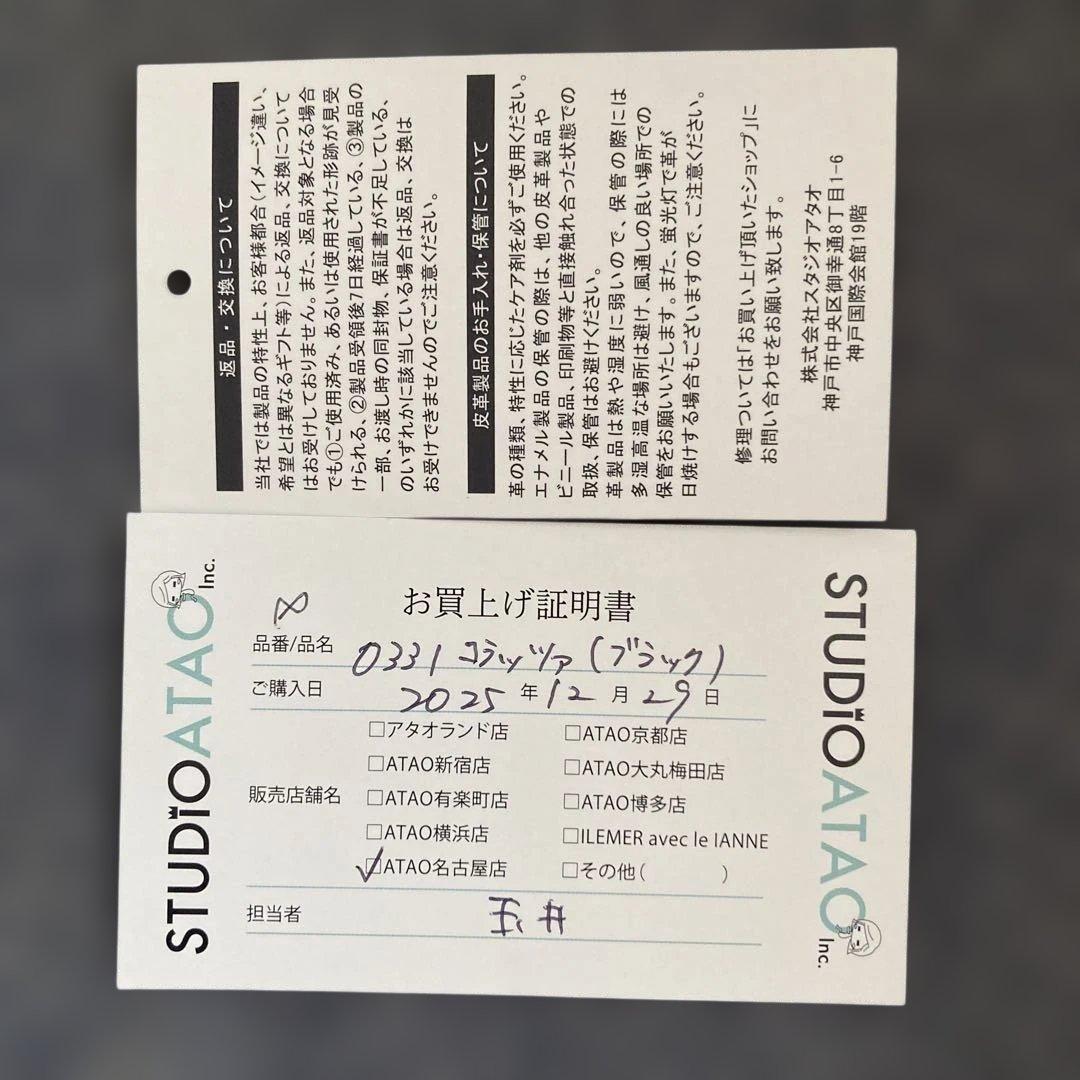 返品・交換について
当社では製品の特性上、お客様都合（イメージ違い、
希望とは異なるギフト等）による返品、交換について
はお受けしておりません。また、返品対象となる場合
でも①ご使用済み、あるいは使用された形跡が見受
けられる、②製品受領後7日経過している、③製品の
一部、お渡し時の同封物、保証書が不足している、
のいずれかに該当している場合は返品、交換は
お受けできませんのでご注意ください。
皮革製品のお手入れ・保管について
革の種類、特性に応じたケア剤を必ずご使用ください。
エナメル製品の保管の際は、他の皮革製品や
ビニール製品、印刷物等と直接触れ合った状態での
取扱、保管はお避けください。
革製品は熱や湿度に弱いので、保管の際には
多湿高温な場所は避け、風通しの良い場所での
保管をお願いいたします。また、蛍光灯で革が
日焼けする場合もございますので、ご注意ください。
修理ついては「お買い上げ頂いたショップ」に
お問い合わせをお願い致します。
株式会社スタジオアタオ
神戸市中央区御幸通8丁目1-6
神戸国際会館19階
STUDiOATAO Inc.
お買上げ証明書
品番/品名 0331 コラッツァ(ブラック)
ご購入日 2025年12月29日
販売店舗名
□アタオランド店 □ATAO京都店
□ATAO新宿店 □ATAO大丸梅田店
□ATAO有楽町店 □ATAO博多店
□ATAO横浜店 □ILEMER avec le IANNE
☑ATAO名古屋店 □その他( )
担当者 玉井
STUDiOATAO Inc.